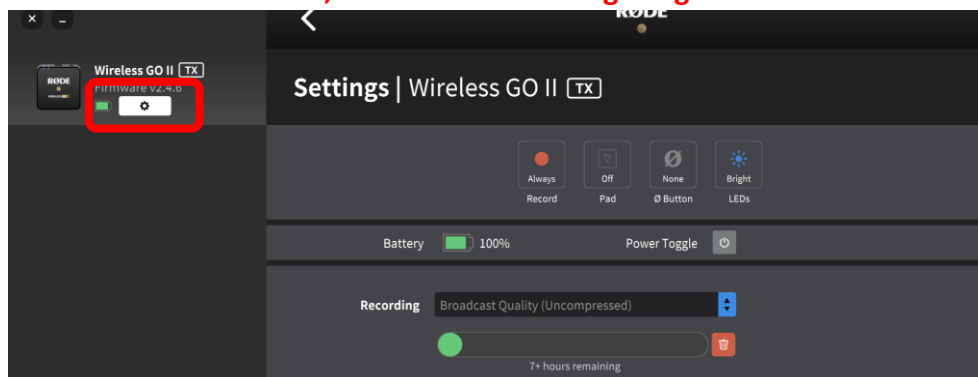 RØDE
Wireless GO II TX
Firmware v2.4.6
RØDE
Settings | Wireless GO II TX
Always
Off
None
Bright
Record
Pad
Ø Button
LEDs
Battery
100%
Power Toggle
Recording
Broadcast Quality (Uncompressed)
7+ hours remaining